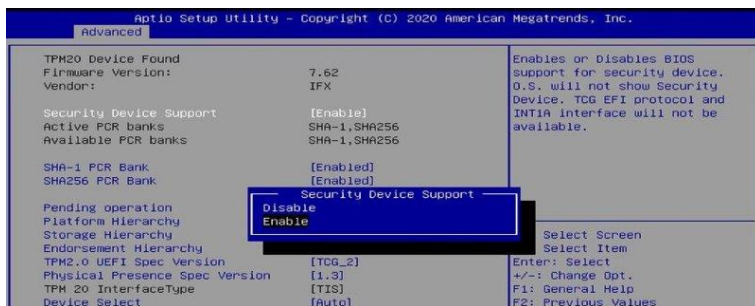 Aptio Setup Utility – Copyright (C) 2020 American Megatrends, Inc.
Advanced
TPM20 Device Found
Firmware Version: 7.62
Vendor: IFX
Security Device Support [Enable]
Active PCR banks SHA-1,SHA256
Available PCR banks SHA-1,SHA256
SHA-1 PCR Bank [Enabled]
SHA256 PCR Bank [Enabled]
Pending operation
Platform Hierarchy
Storage Hierarchy
Endorsement Hierarchy
TPM2.0 UEFI Spec Version [TCG_2]
Physical Presence Spec Version [1.3]
TPM 20 InterfaceType [TIS]
Device Select [Auto]
Security Device Support
Disable
Enable
Enables or Disables BIOS
support for security device.
O.S. will not show Security
Device. TCG EFI protocol and
INT1A interface will not be
available.
Select Screen
Select Item
Enter: Select
+/-: Change Opt.
F1: General Help
F2: Previous Values